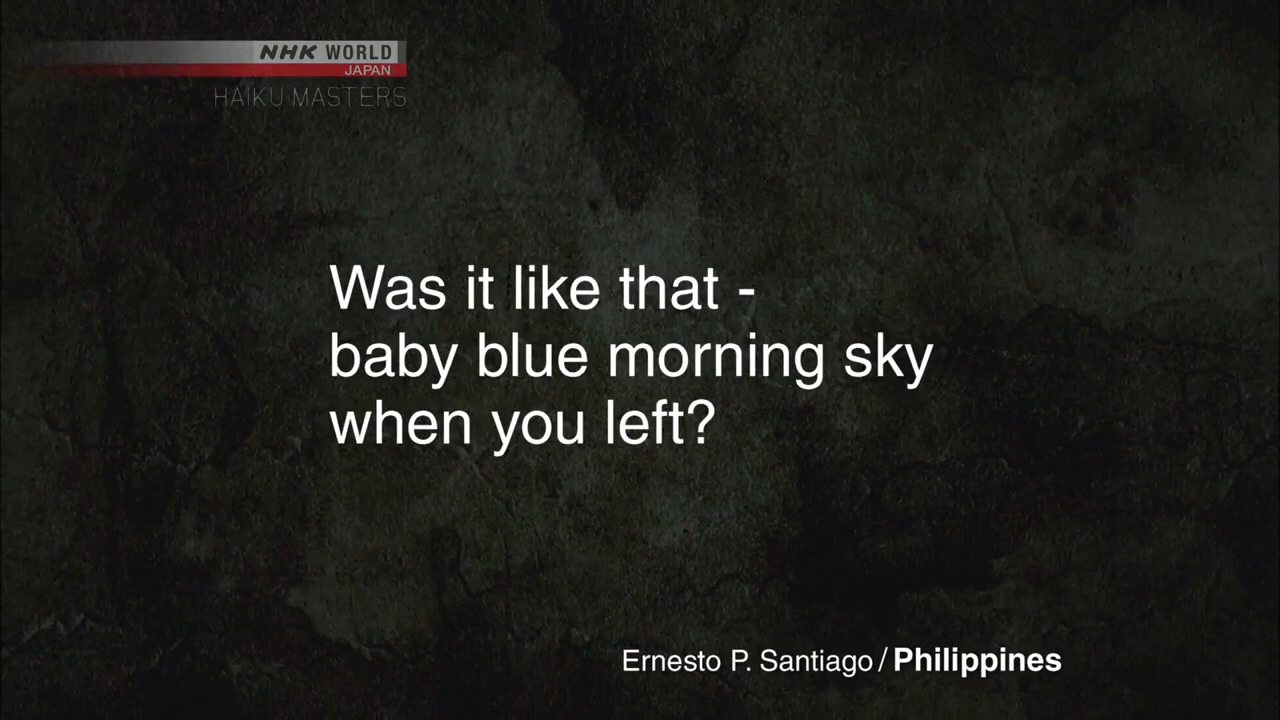 NHK WORLD
JAPAN
HAIKU MASTERS
Was it like that -
baby blue morning sky
when you left?
Ernesto P. Santiago / Philippines